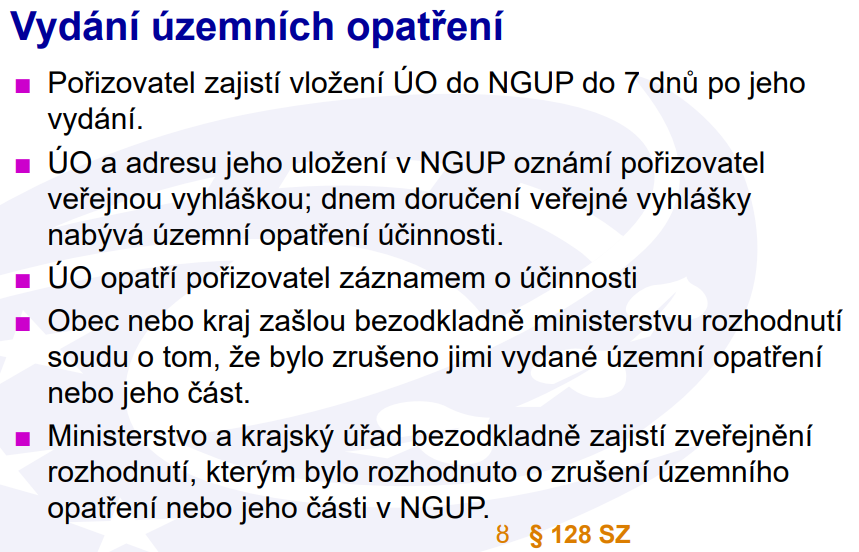 Vydání územních opatření
■ Pořizovatel zajistí vložení ÚO do NGUP do 7 dnů po jeho
vydání.
■ ÚO a adresu jeho uložení v NGUP oznámí pořizovatel
veřejnou vyhláškou; dnem doručení veřejné vyhlášky
nabývá územní opatření účinnosti.
■ ÚO opatří pořizovatel záznamem o účinnosti
■ Obec nebo kraj zašlou bezodkladně ministerstvu rozhodnutí
soudu o tom, že bylo zrušeno jimi vydané územní opatření
nebo jeho část.
■ Ministerstvo a krajský úřad bezodkladně zajistí zveřejnění
rozhodnutí, kterým bylo rozhodnuto o zrušení územního
opatření nebo jeho části v NGUP.
8 § 128 SZ